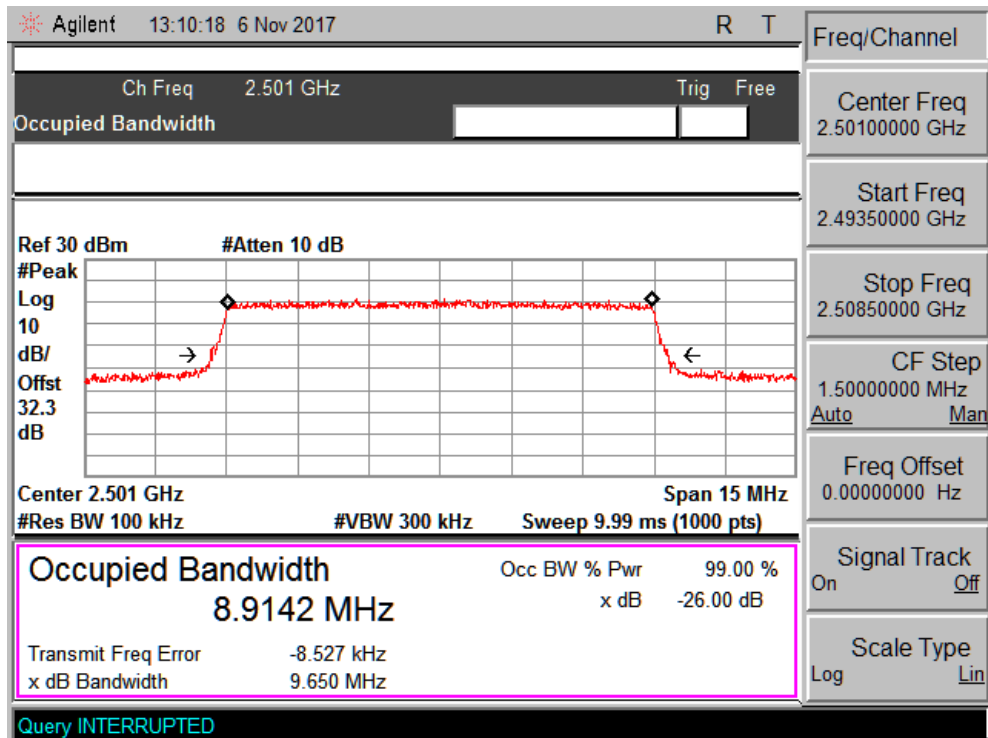 Agilent 13:10:18 6 Nov 2017 R T
Ch Freq 2.501 GHz Trig Free
Occupied Bandwidth
Ref 30 dBm #Atten 10 dB
#Peak
Log
10
dB/
Offst
32.3
dB
Center 2.501 GHz Span 15 MHz
#Res BW 100 kHz #VBW 300 kHz Sweep 9.99 ms (1000 pts)
Occupied Bandwidth Occ BW % Pwr 99.00 %
8.9142 MHz x dB -26.00 dB
Transmit Freq Error -8.527 kHz
x dB Bandwidth 9.650 MHz
Query INTERRUPTED
Freq/Channel
Center Freq
2.50100000 GHz
Start Freq
2.49350000 GHz
Stop Freq
2.50850000 GHz
CF Step
1.50000000 MHz
Auto Man
Freq Offset
0.00000000 Hz
Signal Track
On Off
Scale Type
Log Lin